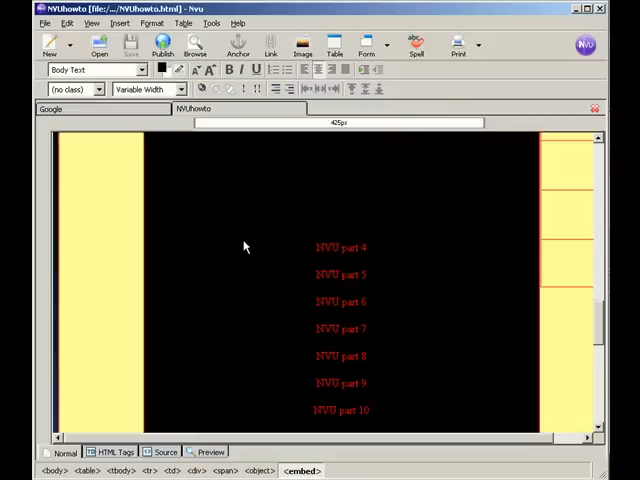 NVUhowto [file:/.../NVUhowto.html] - Nvu
File Edit View Insert Format Table Tools Help
New Open Save Publish Browse Anchor Link Image Table Form Spell Print
Body Text
B I U
(no class) Variable Width
Google NVUhowto
425px
NVU part 4
NVU part 5
NVU part 6
NVU part 7
NVU part 8
NVU part 9
NVU part 10
Normal HTML Tags Source Preview
<body> <table> <tbody> <tr> <td> <div> <span> <object> <embed>